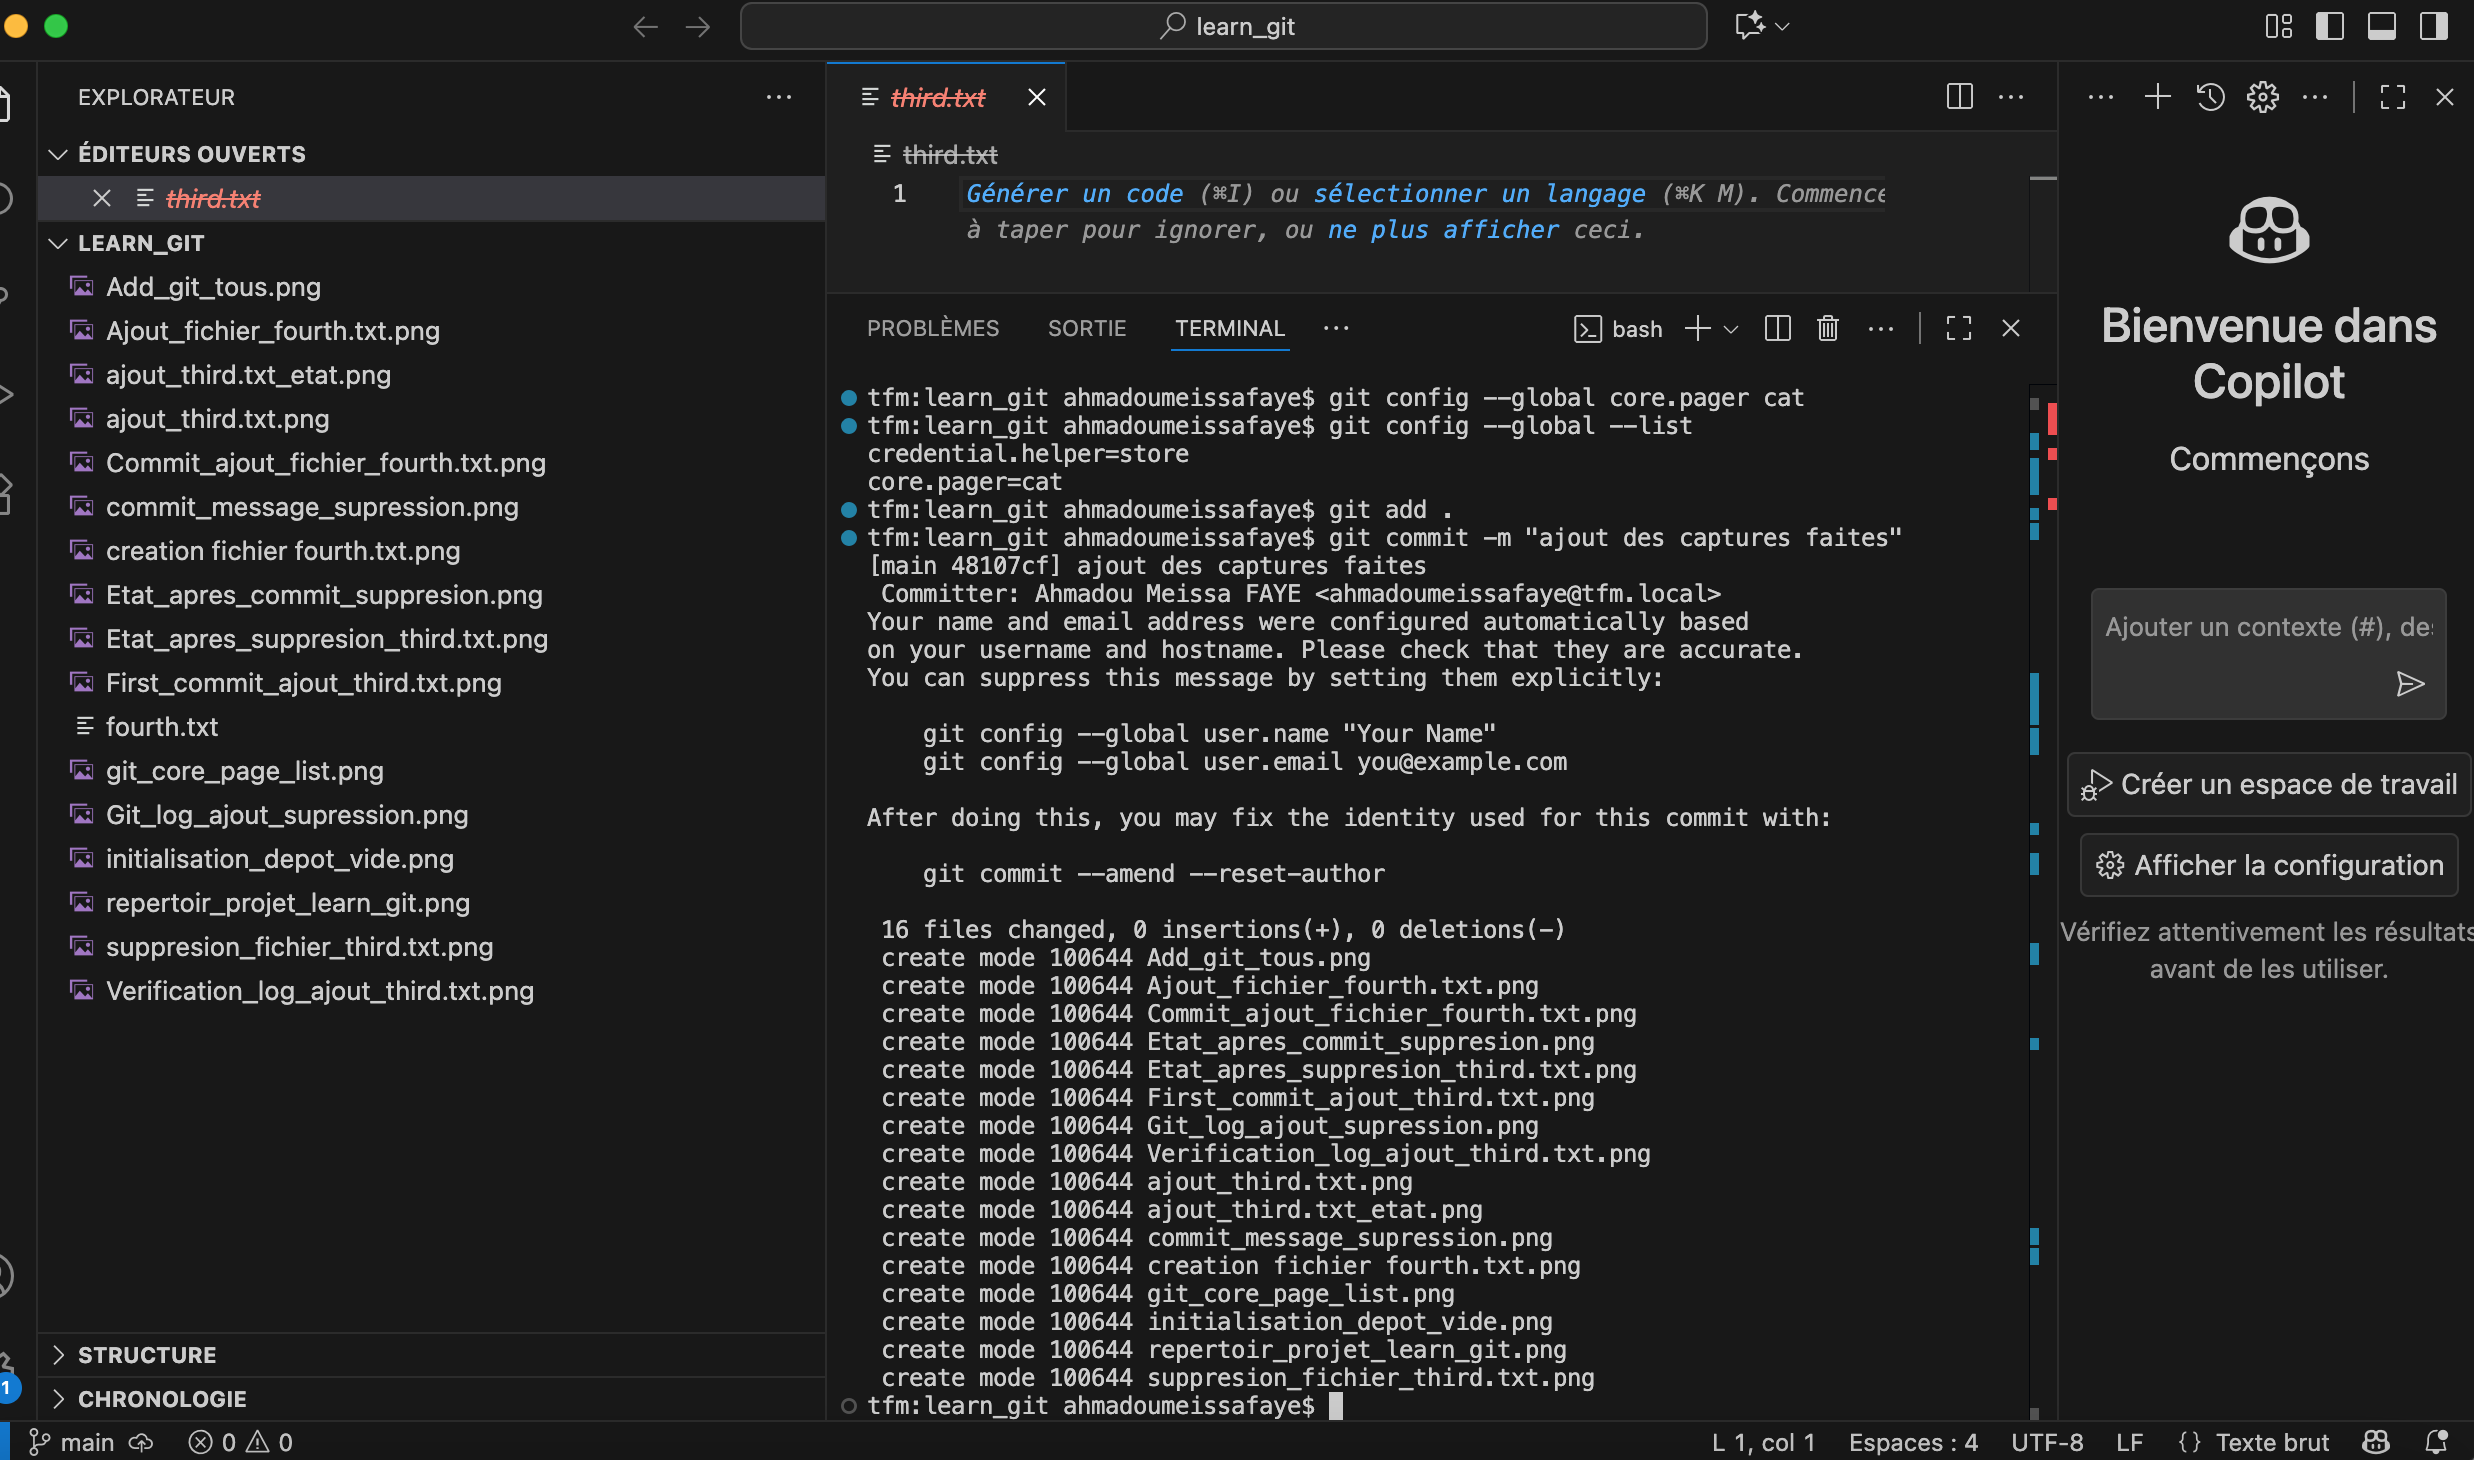 learn_git
EXPLORATEUR
ÉDITEURS OUVERTS
third.txt
LEARN_GIT
Add_git_tous.png
Ajout_fichier_fourth.txt.png
ajout_third.txt_etat.png
ajout_third.txt.png
Commit_ajout_fichier_fourth.txt.png
commit_message_supression.png
creation fichier fourth.txt.png
Etat_apres_commit_suppresion.png
Etat_apres_suppresion_third.txt.png
First_commit_ajout_third.txt.png
fourth.txt
git_core_page_list.png
Git_log_ajout_supression.png
initialisation_depot_vide.png
repertoir_projet_learn_git.png
suppresion_fichier_third.txt.png
Verification_log_ajout_third.txt.png
STRUCTURE
CHRONOLOGIE
1
third.txt
third.txt
1 Générer un code (⌘I) ou sélectionner un langage (⌘K M). Commence
à taper pour ignorer, ou ne plus afficher ceci.
PROBLÈMES SORTIE TERMINAL bash
tfm:learn_git ahmadoumeissafaye$ git config --global core.pager cat
tfm:learn_git ahmadoumeissafaye$ git config --global --list
credential.helper=store
core.pager=cat
tfm:learn_git ahmadoumeissafaye$ git add .
tfm:learn_git ahmadoumeissafaye$ git commit -m "ajout des captures faites"
[main 48107cf] ajout des captures faites
Committer: Ahmadou Meissa FAYE <ahmadoumeissafaye@tfm.local>
Your name and email address were configured automatically based
on your username and hostname. Please check that they are accurate.
You can suppress this message by setting them explicitly:
git config --global user.name "Your Name"
git config --global user.email you@example.com
After doing this, you may fix the identity used for this commit with:
git commit --amend --reset-author
16 files changed, 0 insertions(+), 0 deletions(-)
create mode 100644 Add_git_tous.png
create mode 100644 Ajout_fichier_fourth.txt.png
create mode 100644 Commit_ajout_fichier_fourth.txt.png
create mode 100644 Etat_apres_commit_suppresion.png
create mode 100644 Etat_apres_suppresion_third.txt.png
create mode 100644 First_commit_ajout_third.txt.png
create mode 100644 Git_log_ajout_supression.png
create mode 100644 Verification_log_ajout_third.txt.png
create mode 100644 ajout_third.txt.png
create mode 100644 ajout_third.txt_etat.png
create mode 100644 commit_message_supression.png
create mode 100644 creation fichier fourth.txt.png
create mode 100644 git_core_page_list.png
create mode 100644 initialisation_depot_vide.png
create mode 100644 repertoir_projet_learn_git.png
create mode 100644 suppresion_fichier_third.txt.png
tfm:learn_git ahmadoumeissafaye$
Bienvenue dans
Copilot
Commençons
Ajouter un contexte (#), des
Créer un espace de travail
Afficher la configuration
Vérifiez attentivement les résultats
avant de les utiliser.
main 0 0 L 1, col 1 Espaces : 4 UTF-8 LF {} Texte brut